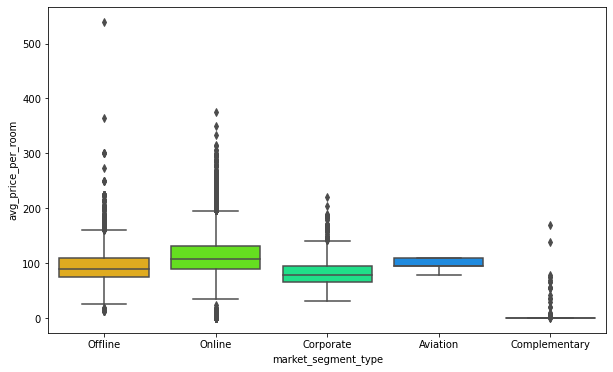 500
400
300
200
100
0
avg_price_per_room
Offline
Online
Corporate
Aviation
Complementary
market_segment_type